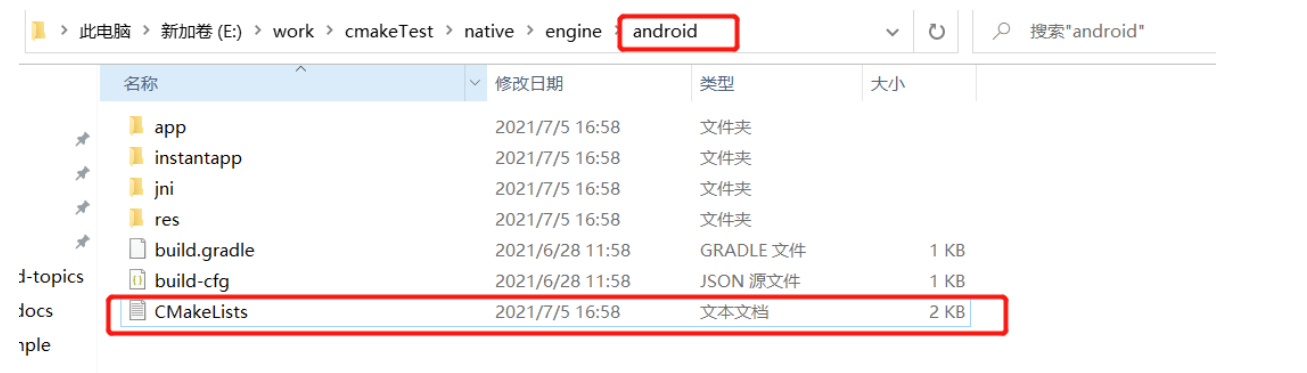 此电脑 > 新加卷 (E:) > work > cmakeTest > native > engine > android 搜索"android"
名称 修改日期 类型 大小
app 2021/7/5 16:58 文件夹
instantapp 2021/7/5 16:58 文件夹
jni 2021/7/5 16:58 文件夹
res 2021/7/5 16:58 文件夹
build.gradle 2021/6/28 11:58 GRADLE 文件 1 KB
d-topics build-cfg 2021/6/28 11:58 JSON 源文件 1 KB
docs CMakeLists 2021/7/5 16:58 文本文档 2 KB
nple